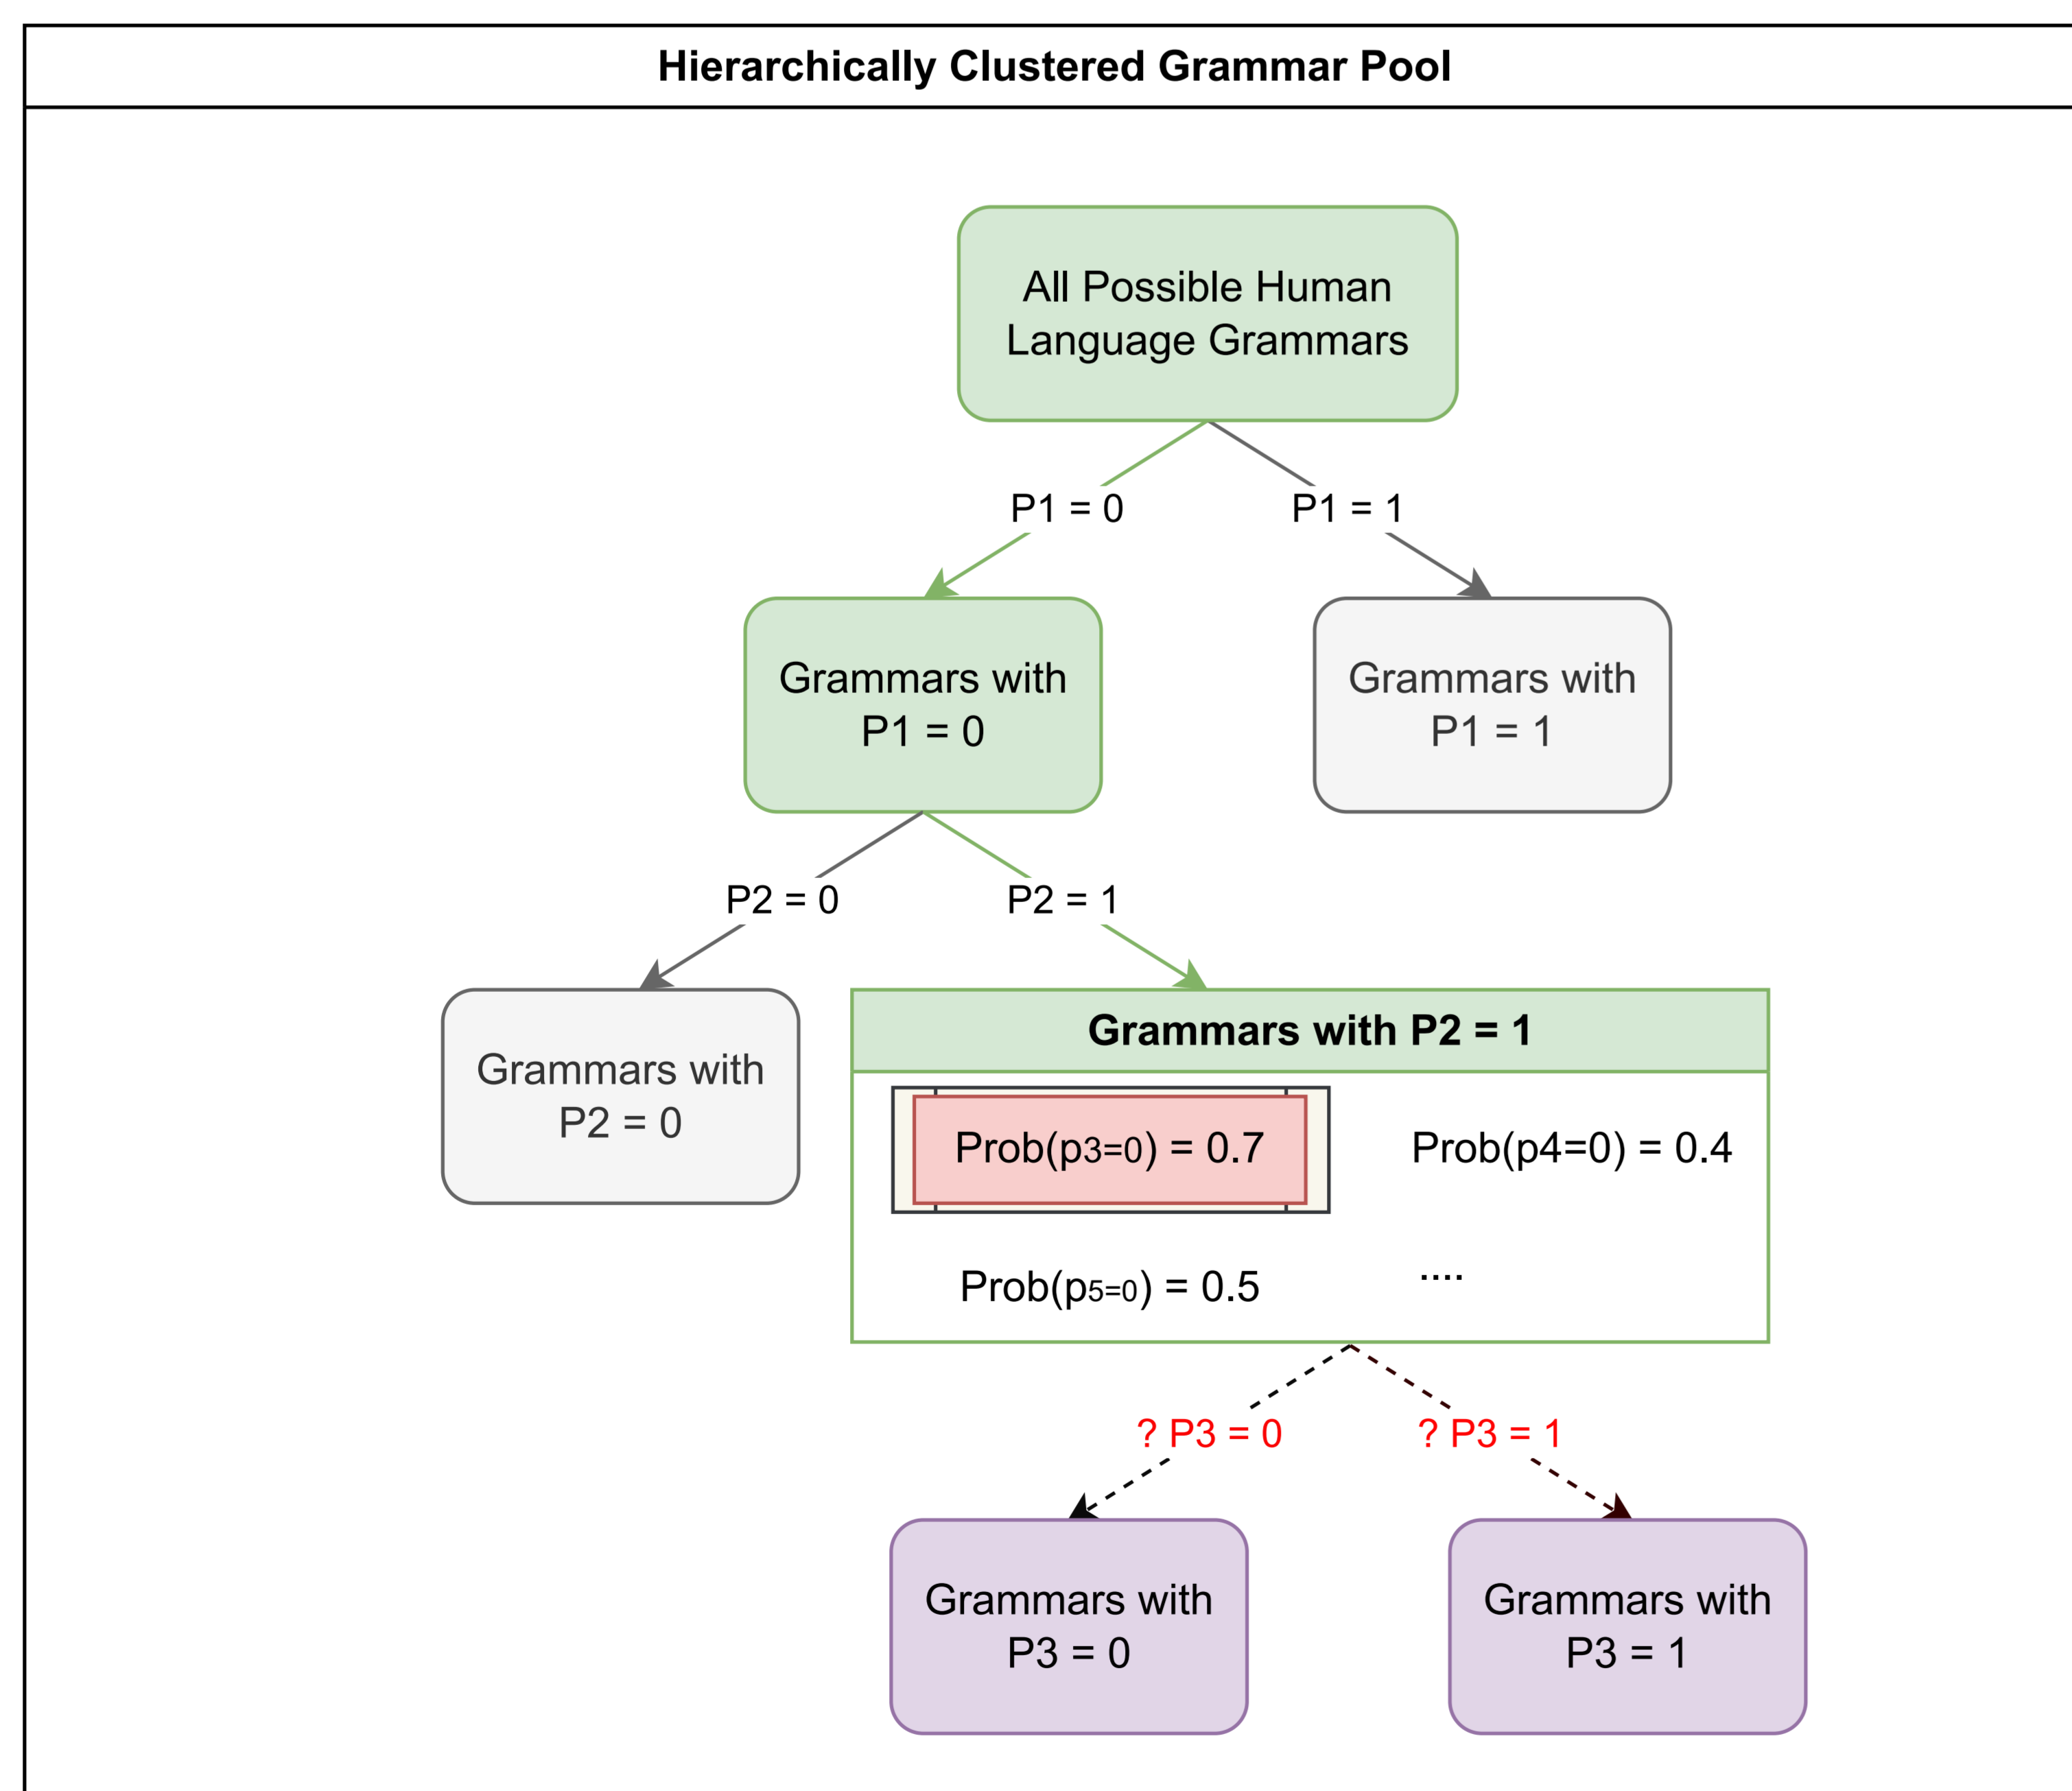 Hierarchically Clustered Grammar Pool
All Possible Human
Language Grammars
P1 = 0
P1 = 1
Grammars with
P1 = 0
Grammars with
P1 = 1
P2 = 0
P2 = 1
Grammars with
P2 = 0
Grammars with P2 = 1
Prob(p3=0) = 0.7
Prob(p4=0) = 0.4
Prob(p5=0) = 0.5
....
? P3 = 0
? P3 = 1
Grammars with
P3 = 0
Grammars with
P3 = 1